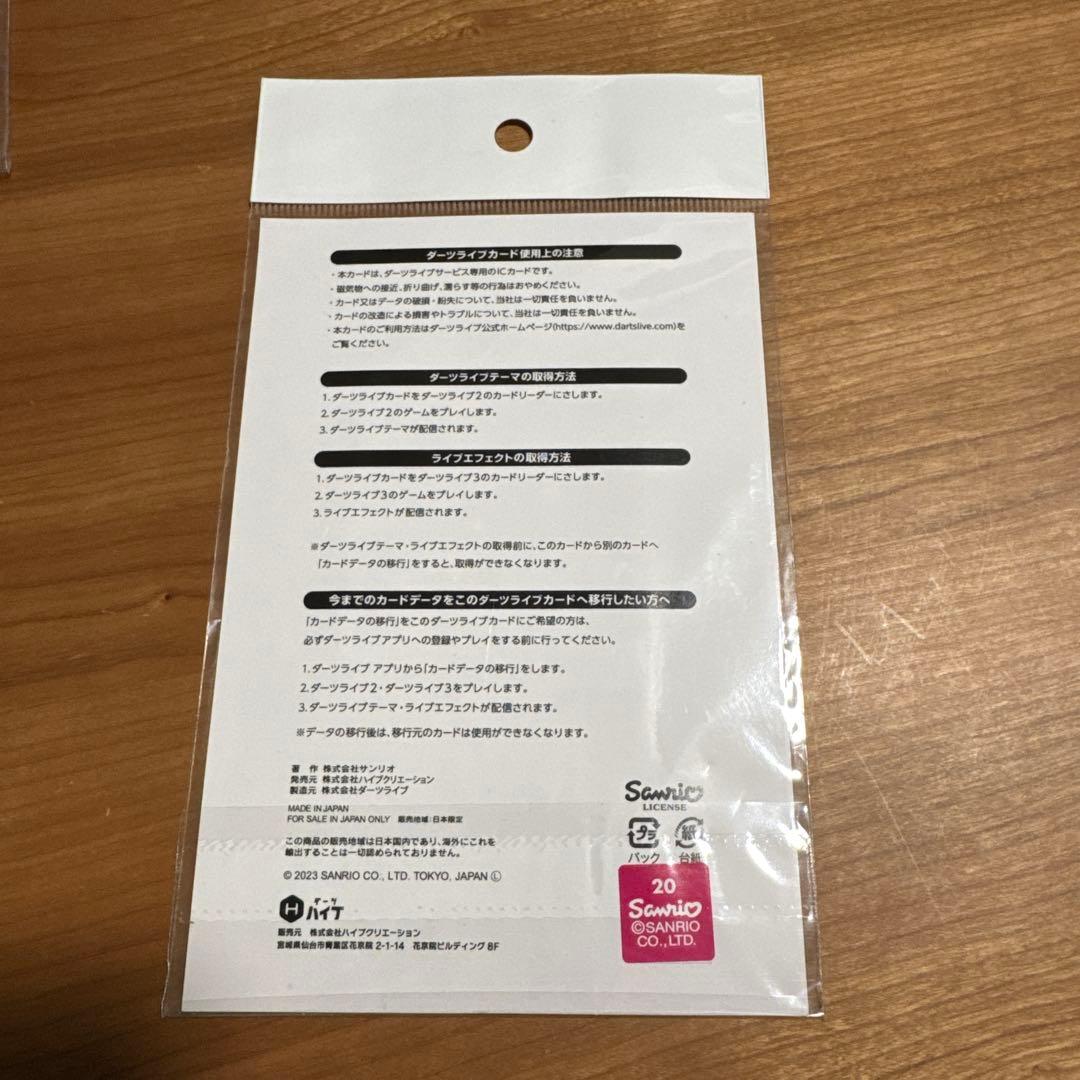 ダーツライブカード使用上の注意
・本カードは、ダーツライブサービス専用のICカードです。
・磁気物への接近、折り曲げ、濡らす等の行為はおやめください。
・カード又はデータの破損・紛失について、当社は一切責任を負いません。
・カードの改造による損害やトラブルについて、当社は一切責任を負いません。
・本カードのご利用方法はダーツライブ公式ホームページ(https://www.dartslive.com)を
ご覧ください。
ダーツライブテーマの取得方法
1.ダーツライブカードをダーツライブ2のカードリーダーにさします。
2.ダーツライブ2のゲームをプレイします。
3.ダーツライブテーマが配信されます。
ライブエフェクトの取得方法
1.ダーツライブカードをダーツライブ3のカードリーダーにさします。
2.ダーツライブ3のゲームをプレイします。
3.ライブエフェクトが配信されます。
※ダーツライブテーマ・ライブエフェクトの取得前に、このカードから別のカードへ
「カードデータの移行」をすると、取得ができなくなります。
今までのカードデータをこのダーツライブカードへ移行したい方へ
「カードデータの移行」をこのダーツライブカードにご希望の方は、
必ずダーツライブアプリへの登録やプレイをする前に行ってください。
1.ダーツライブ アプリから「カードデータの移行」をします。
2.ダーツライブ2・ダーツライブ3をプレイします。
3.ダーツライブテーマ・ライブエフェクトが配信されます。
※データの移行後は、移行元のカードは使用ができなくなります。
著 作 株式会社サンリオ
発売元 株式会社ハイブクリエーション
製造元 株式会社ダーツライブ
MADE IN JAPAN
FOR SALE IN JAPAN ONLY 販売地域:日本限定
この商品の販売地域は日本国内であり、海外にこれを
輸出することは一切認められておりません。
© 2023 SANRIO CO., LTD. TOKYO, JAPAN Ⓛ
H ダーツ
ハイブ
販売元 株式会社ハイブクリエーション
宮城県仙台市青葉区花京院 2-1-14 花京院ビルディング 8F
Sanrio
LICENSE
プラ 紙
パック 台紙
20
Sanrio
©SANRIO
CO.,LTD.